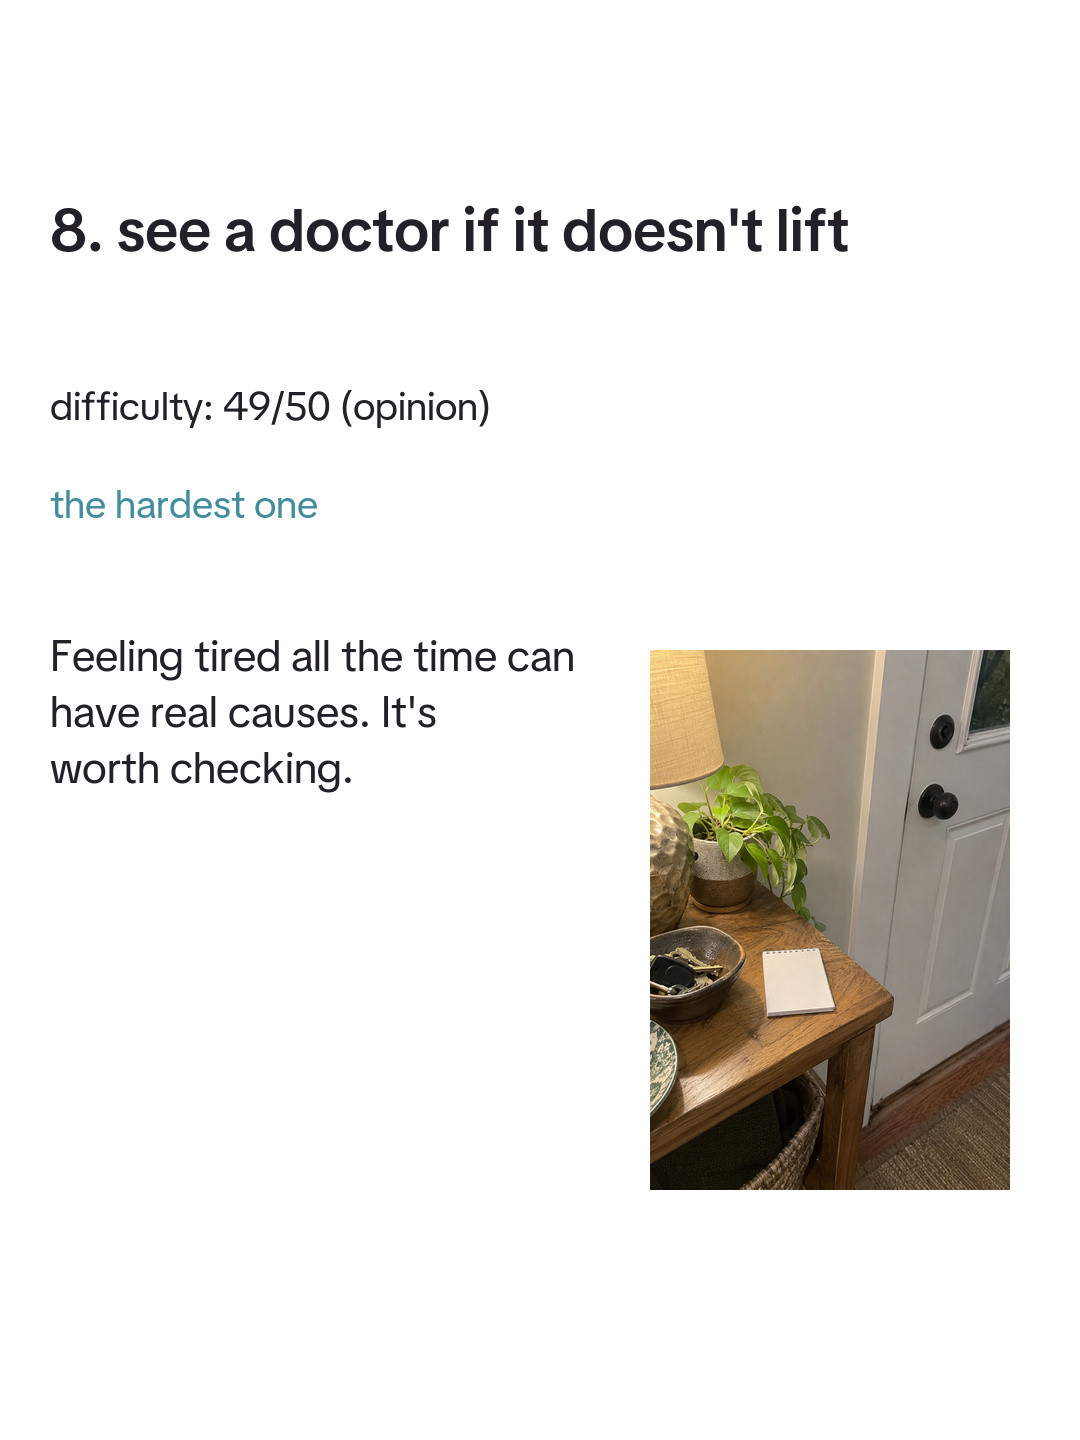 8. see a doctor if it doesn't lift
difficulty: 49/50 (opinion)
the hardest one
Feeling tired all the time can
have real causes. It's
worth checking.